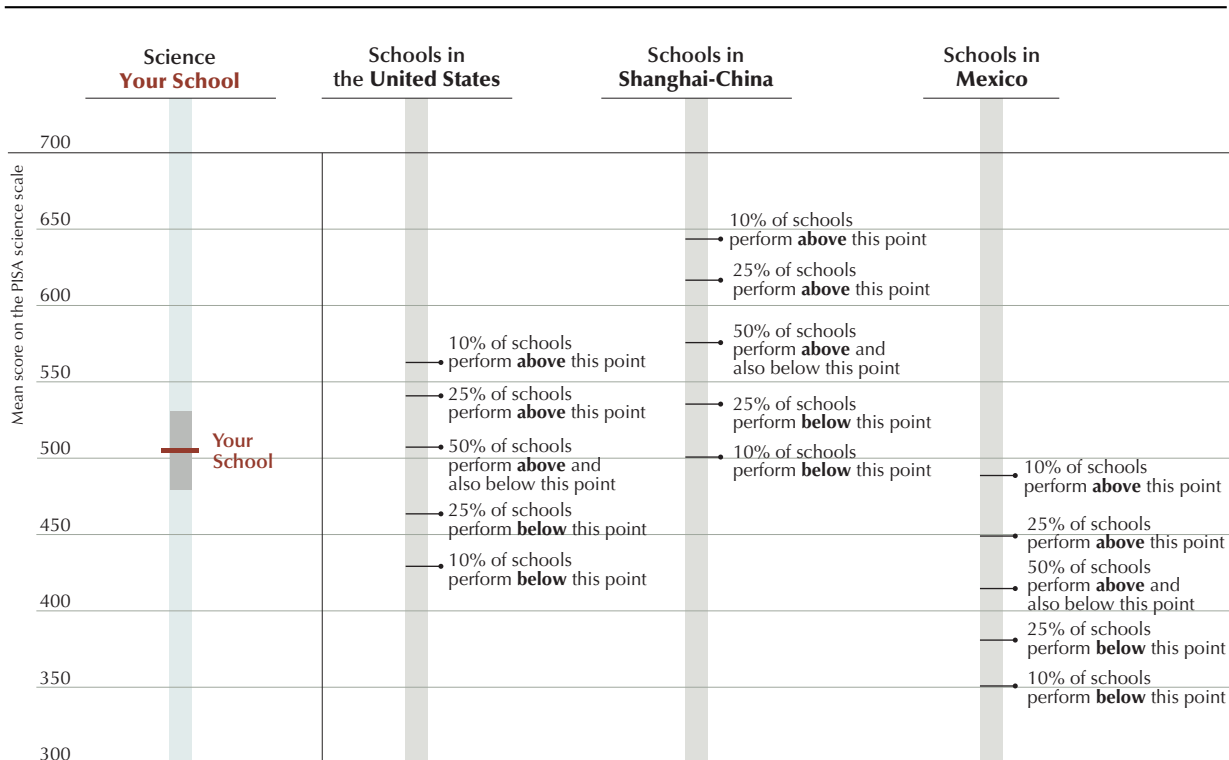 Science
Your School
Schools in
the United States
Schools in
Shanghai-China
Schools in
Mexico
Mean score on the PISA science scale
700
650
600
550
500
450
400
350
300
Your
School
10% of schools
perform above this point
25% of schools
perform above this point
50% of schools
perform above and
also below this point
25% of schools
perform below this point
10% of schools
perform below this point
10% of schools
perform above this point
25% of schools
perform above this point
50% of schools
perform above and
also below this point
25% of schools
perform below this point
10% of schools
perform below this point
10% of schools
perform above this point
25% of schools
perform above this point
50% of schools
perform above and
also below this point
25% of schools
perform below this point
10% of schools
perform below this point